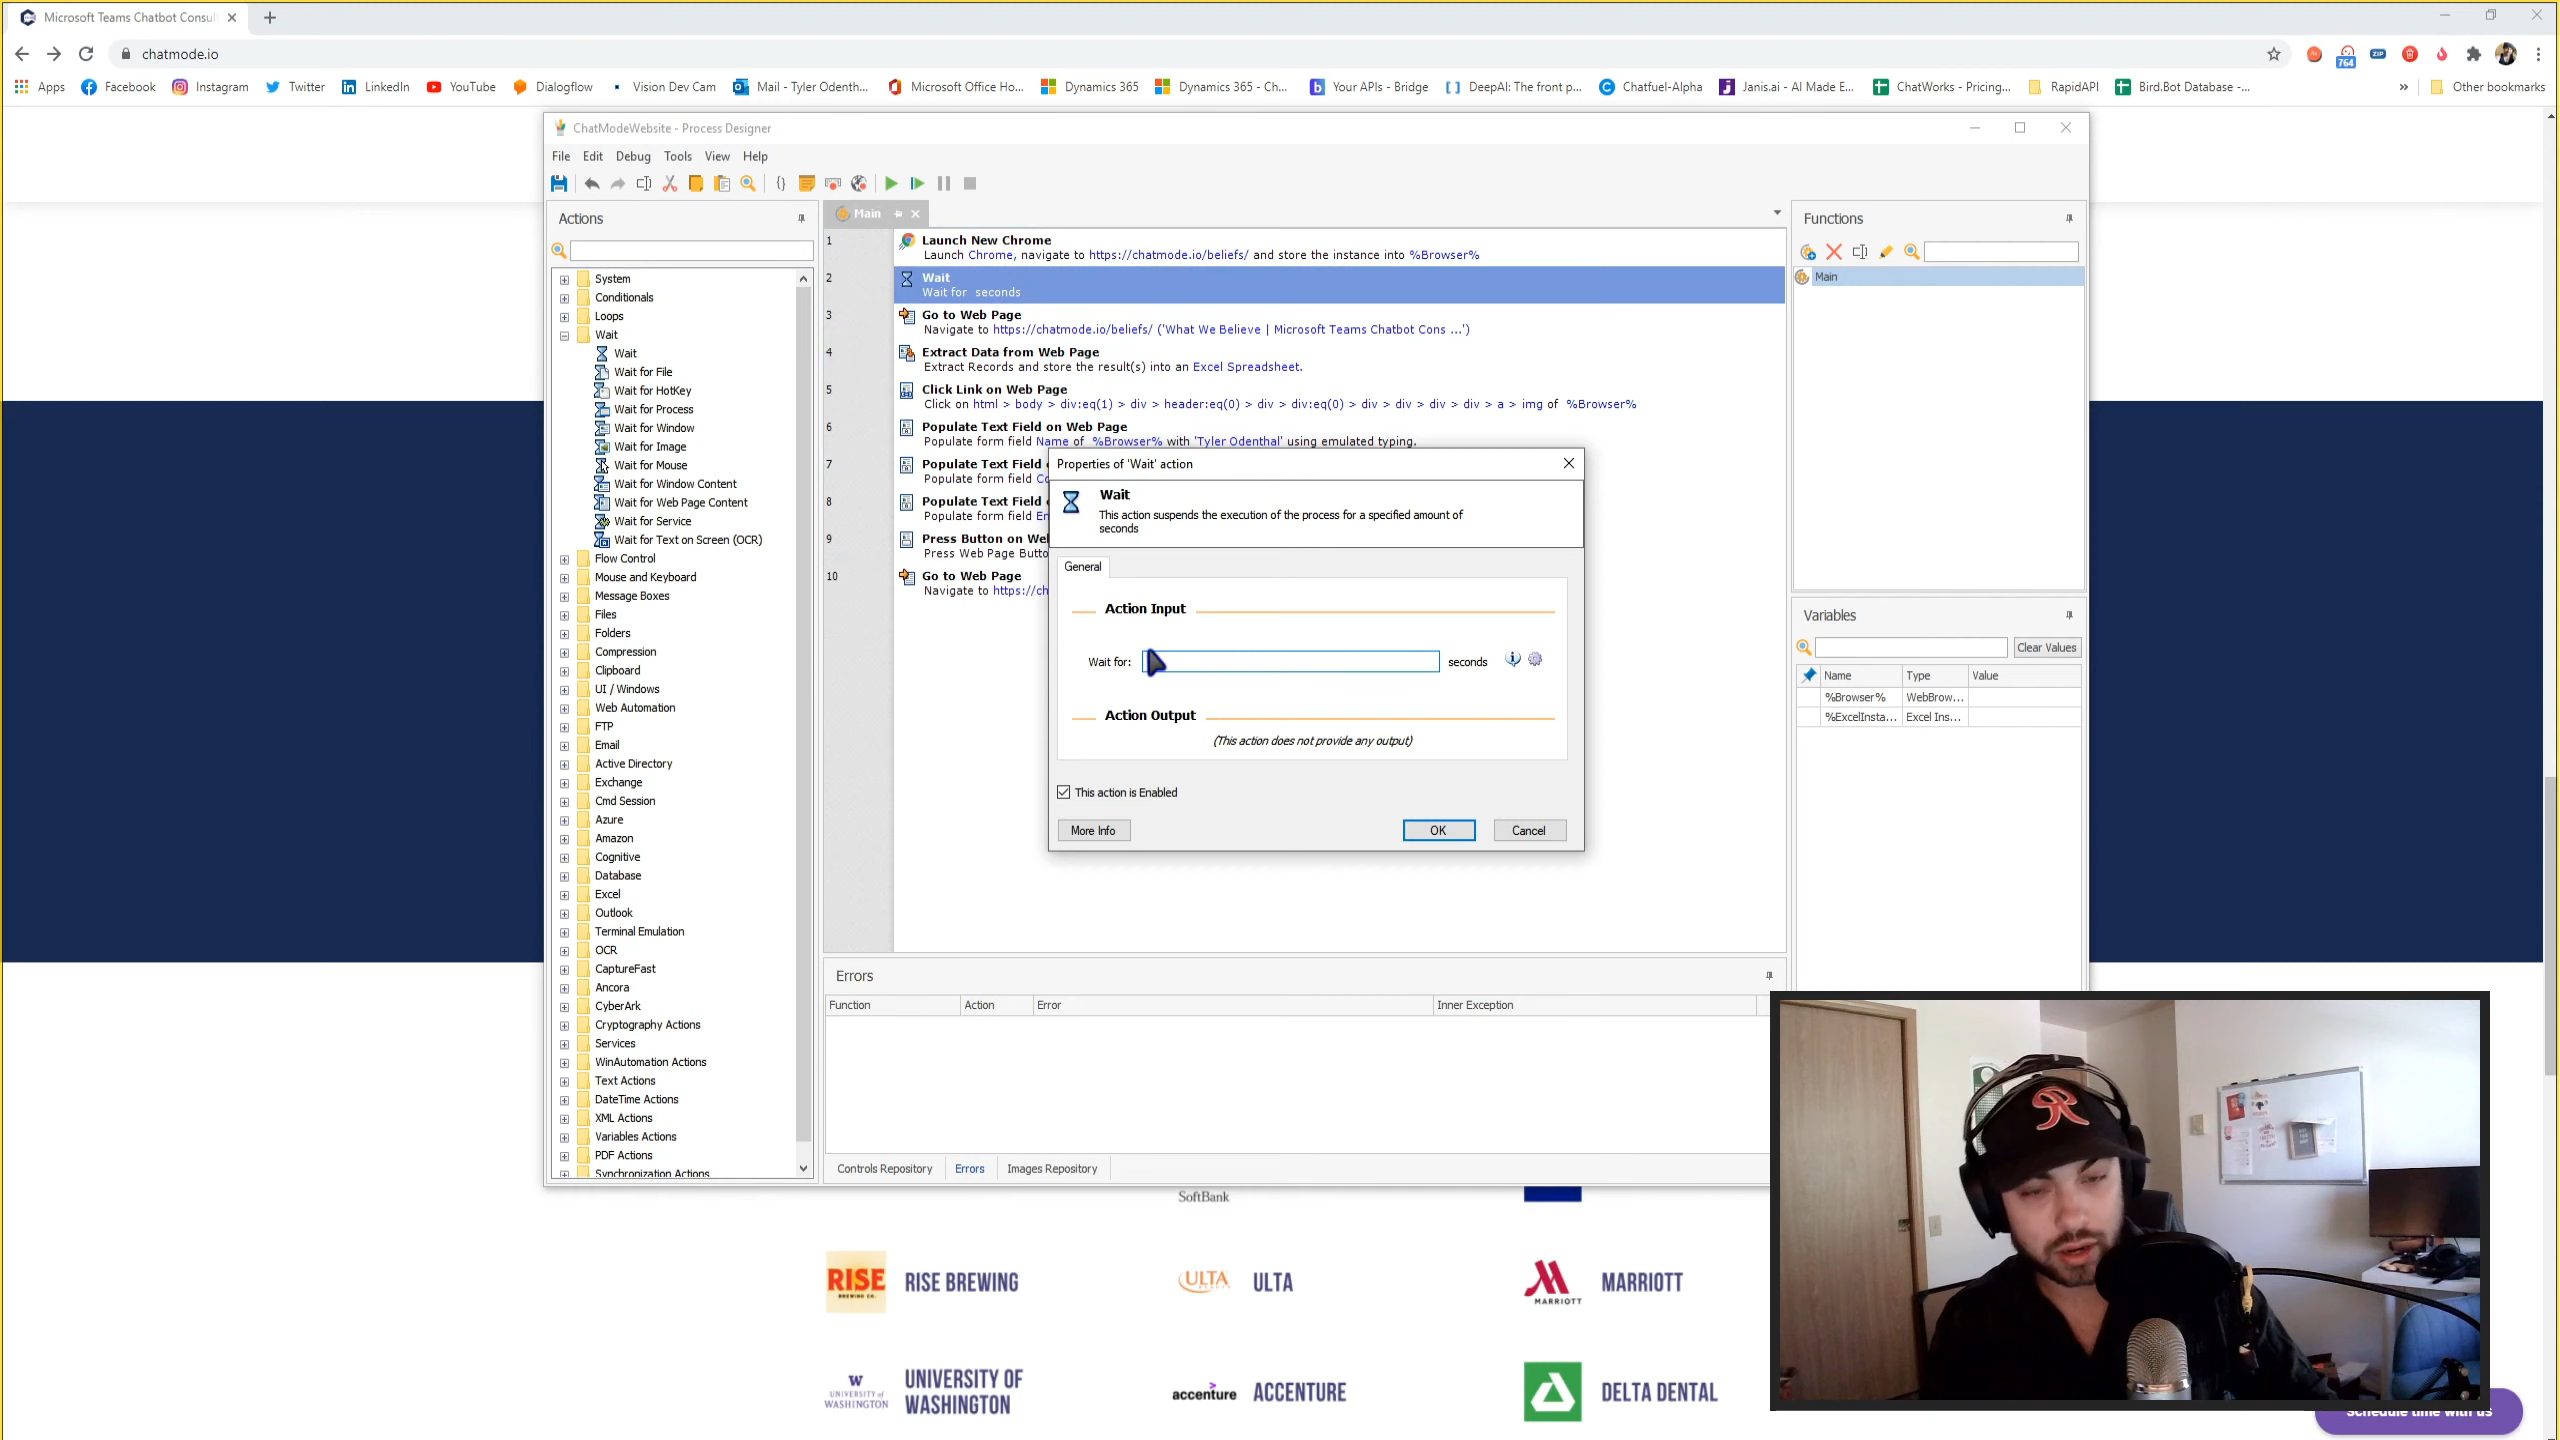 Microsoft Teams Chatbot Consul
chatmode.io
764
Apps
Facebook
Instagram
Twitter
LinkedIn
YouTube
Dialogflow
Vision Dev Cam
Mail - Tyler Odenth...
Microsoft Office Ho...
Dynamics 365
Dynamics 365 - Ch...
Your APIs - Bridge
DeepAI: The front p...
Chatfuel-Alpha
Janis.ai - AI Made E...
ChatWorks - Pricing...
RapidAPI
Bird.Bot Database -...
»
Other bookmarks
ChatModeWebsite - Process Designer
File Edit Debug Tools View Help
Actions
System
Conditionals
Loops
Wait
Wait
Wait for File
Wait for HotKey
Wait for Process
Wait for Window
Wait for Image
Wait for Mouse
Wait for Window Content
Wait for Web Page Content
Wait for Service
Wait for Text on Screen (OCR)
Flow Control
Mouse and Keyboard
Message Boxes
Files
Folders
Compression
Clipboard
UI / Windows
Web Automation
FTP
Email
Active Directory
Exchange
Cmd Session
Azure
Amazon
Cognitive
Database
Excel
Outlook
Terminal Emulation
OCR
CaptureFast
Ancora
CyberArk
Cryptography Actions
Services
WinAutomation Actions
Text Actions
DateTime Actions
XML Actions
Variables Actions
PDF Actions
Synchronization Actions
Main
1 Launch New Chrome
Launch Chrome, navigate to https://chatmode.io/beliefs/ and store the instance into %Browser%
2 Wait
Wait for seconds
3 Go to Web Page
Navigate to https://chatmode.io/beliefs/ ('What We Believe | Microsoft Teams Chatbot Cons ...')
4 Extract Data from Web Page
Extract Records and store the result(s) into an Excel Spreadsheet.
5 Click Link on Web Page
Click on html > body > div:eq(1) > div > header:eq(0) > div > div:eq(0) > div > div > div > div > a > img of %Browser%
6 Populate Text Field on Web Page
Populate form field Name of %Browser% with 'Tyler Odenthal' using emulated typing.
7 Populate Text Field
Populate form field Co
8 Populate Text Field
Populate form field Em
9 Press Button on Web
Press Web Page Butto
10 Go to Web Page
Navigate to https://ch
Properties of 'Wait' action
Wait
This action suspends the execution of the process for a specified amount of
seconds
General
Action Input
Wait for: seconds
Action Output
(This action does not provide any output)
This action is Enabled
More Info
OK
Cancel
Functions
Main
Variables
Clear Values
Name Type Value
%Browser% WebBrow...
%ExcelInsta... Excel Ins...
Errors
Function Action Error Inner Exception
Controls Repository Errors Images Repository
SoftBank
RISE
BREWING CO.
RISE BREWING
ULTA
ULTA
MARRIOTT
MARRIOTT
W
UNIVERSITY of
WASHINGTON
UNIVERSITY OF
WASHINGTON
accenture
ACCENTURE
DELTA DENTAL
Schedule time with us